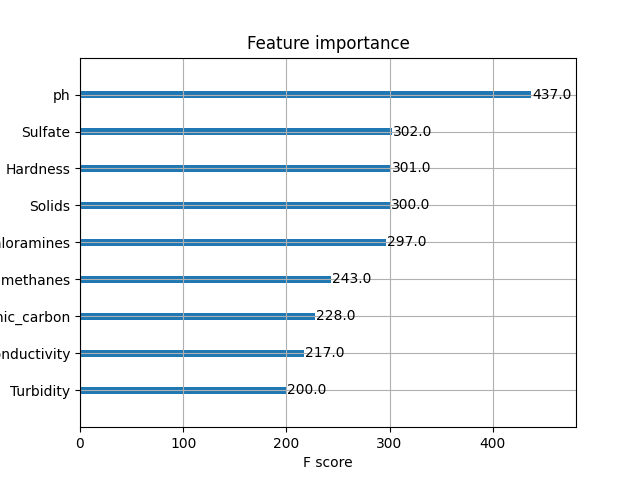 Feature importance
ph 437.0
Sulfate 302.0
Hardness 301.0
Solids 300.0
loramines 297.0
methanes 243.0
nic_carbon 228.0
onductivity 217.0
Turbidity 200.0
0 100 200 300 400
F score